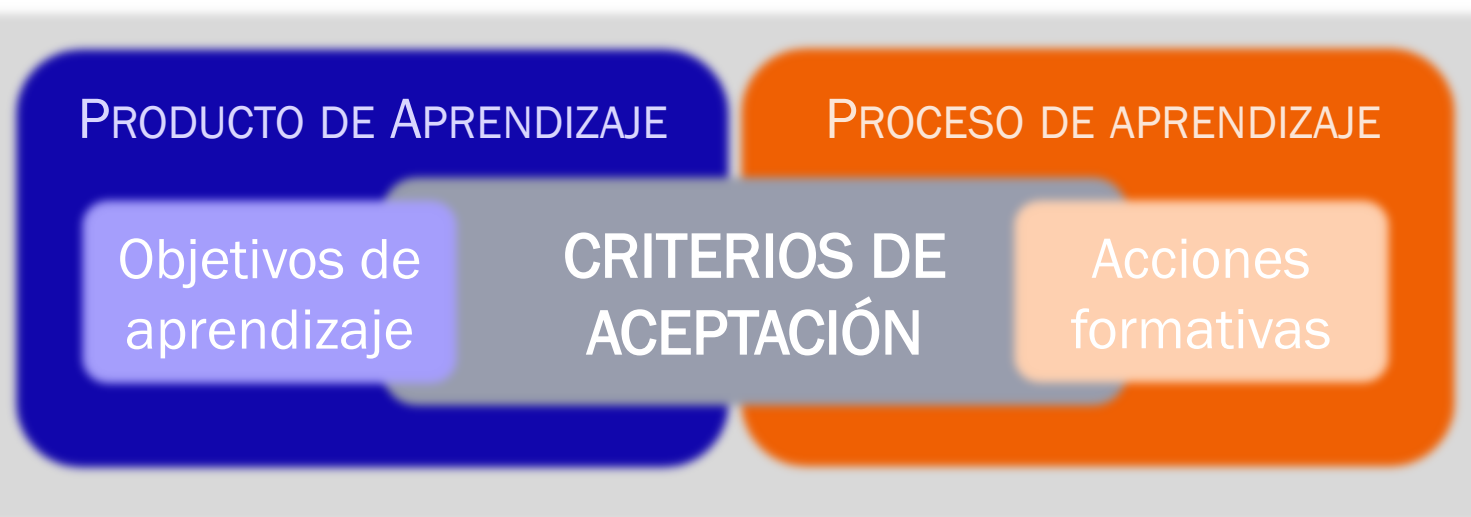 Producto de Aprendizaje
Proceso de aprendizaje
Objetivos de
aprendizaje
CRITERIOS DE
ACEPTACIÓN
Acciones
formativas